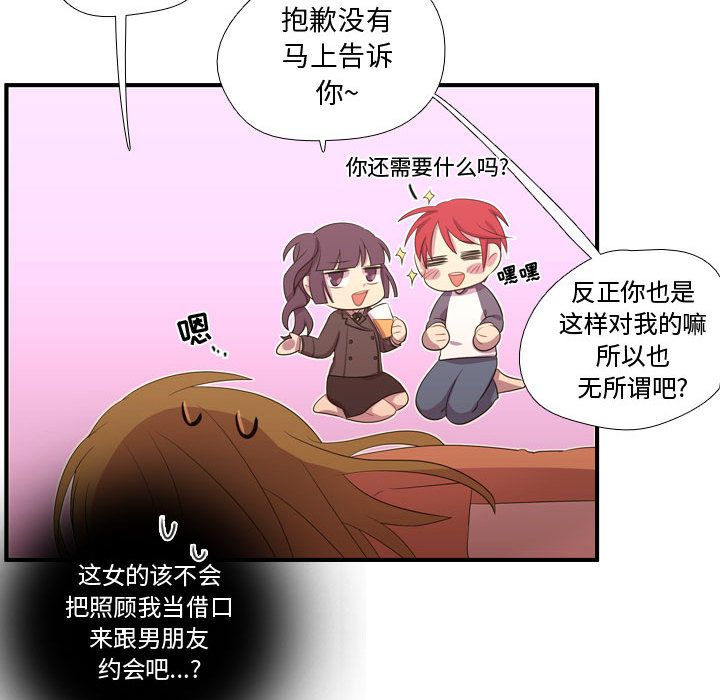 抱歉没有
马上告诉
你~
你还需要什么吗?
嘿嘿
嗯
反正你也是
这样对我的嘛
所以也
无所谓吧?
这女的该不会
把照顾我当借口
来跟男朋友
约会吧...?